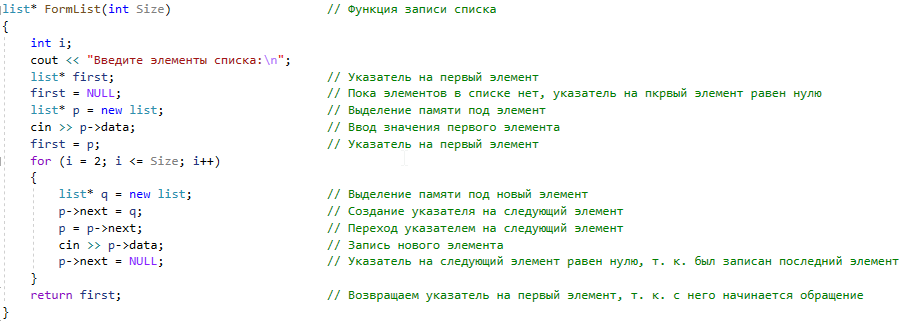 list* FormList(int Size) // Функция записи списка
{
int i;
cout << "Введите элементы списка:\n";
list* first; // Указатель на первый элемент
first = NULL; // Пока элементов в списке нет, указатель на пкрвый элемент равен нулю
list* p = new list; // Выделение памяти под элемент
cin >> p->data; // Ввод значения первого элемента
first = p; // Указатель на первый элемент
for (i = 2; i <= Size; i++)
{
list* q = new list; // Выделение памяти под новый элемент
p->next = q; // Создание указателя на следующий элемент
p = p->next; // Переход указателем на следующий элемент
cin >> p->data; // Запись нового элемента
p->next = NULL; // Указатель на следующий элемент равен нулю, т. к. был записан последний элемент
}
return first; // Возвращаем указатель на первый элемент, т. к. с него начинается обращение
}